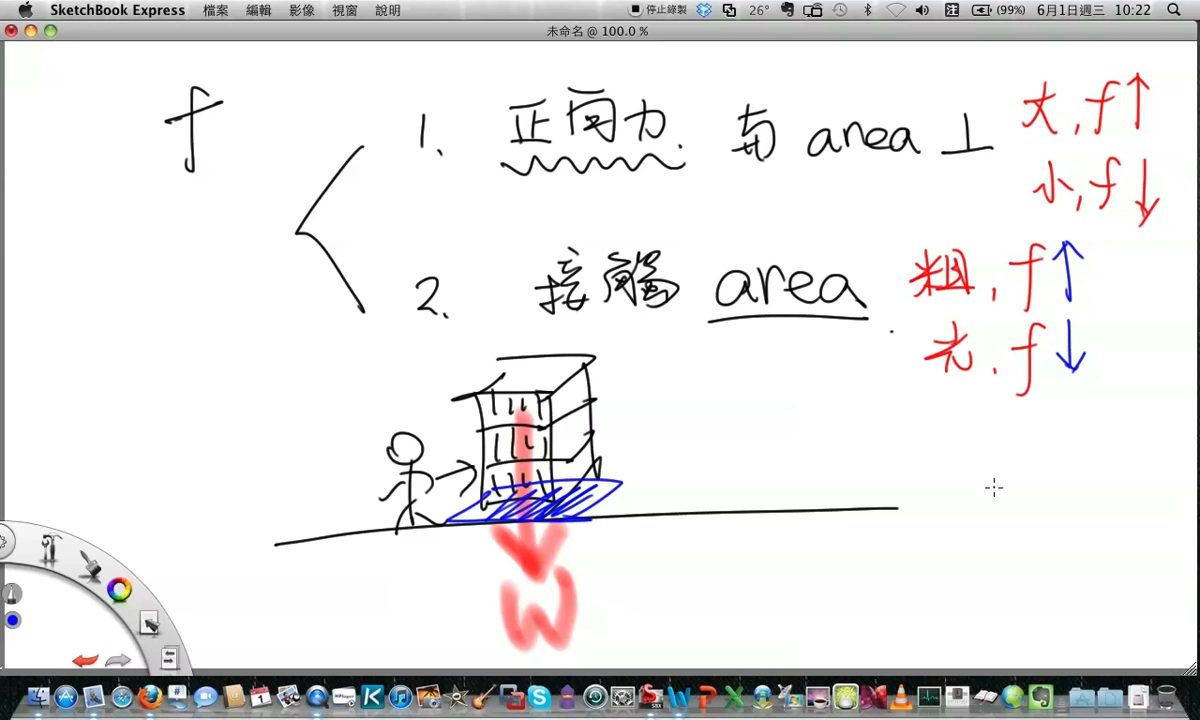 SketchBook Express 檔案 編輯 影像 視窗 說明 停止錄製 26° 注 (99%) 6月1日週三 10:22
未命名 @ 100.0 %
f
1. 正向力. 與 area ⊥ 大, f↑
小, f↓
2. 接觸 area. 粗, f↑
光, f↓
W